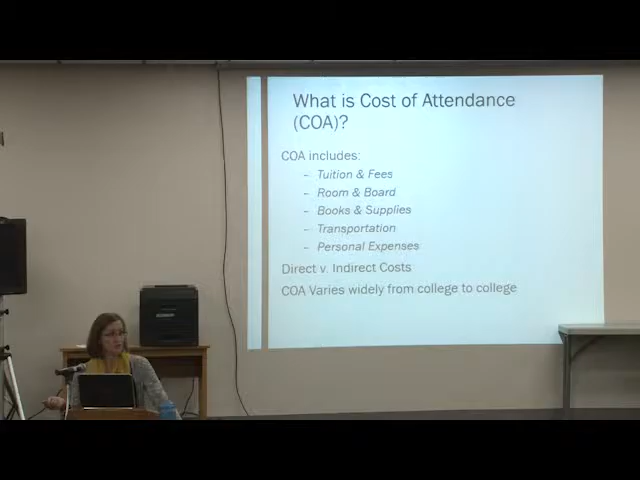 What is Cost of Attendance
(COA)?
COA includes:
– Tuition & Fees
– Room & Board
– Books & Supplies
– Transportation
– Personal Expenses
Direct v. Indirect Costs
COA Varies widely from college to college